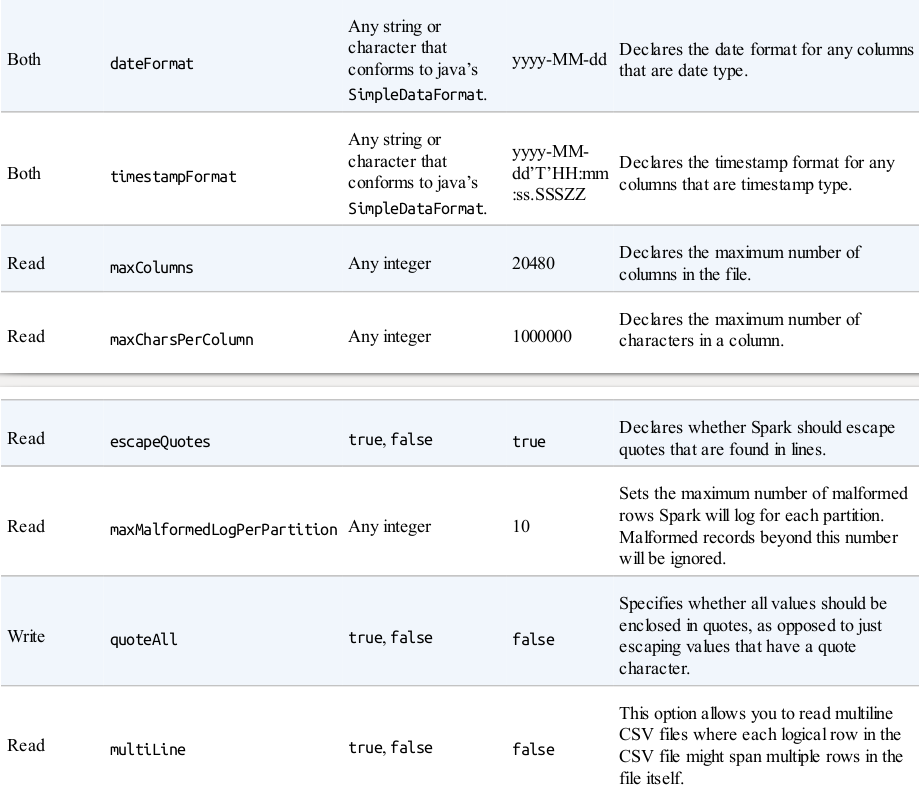 Both
dateFormat
Any string or
character that
conforms to java’s
SimpleDataFormat.
yyyy-MM-dd
Declares the date format for any columns
that are date type.
Both
timestampFormat
Any string or
character that
conforms to java’s
SimpleDataFormat.
yyyy-MM-
dd’T’HH:mm
:ss.SSSZZ
Declares the timestamp format for any
columns that are timestamp type.
Read
maxColumns
Any integer
20480
Declares the maximum number of
columns in the file.
Read
maxCharsPerColumn
Any integer
1000000
Declares the maximum number of
characters in a column.
Read
escapeQuotes
true, false
true
Declares whether Spark should escape
quotes that are found in lines.
Read
maxMalformedLogPerPartition
Any integer
10
Sets the maximum number of malformed
rows Spark will log for each partition.
Malformed records beyond this number
will be ignored.
Write
quoteAll
true, false
false
Specifies whether all values should be
enclosed in quotes, as opposed to just
escaping values that have a quote
character.
Read
multiLine
true, false
false
This option allows you to read multiline
CSV files where each logical row in the
CSV file might span multiple rows in the
file itself.